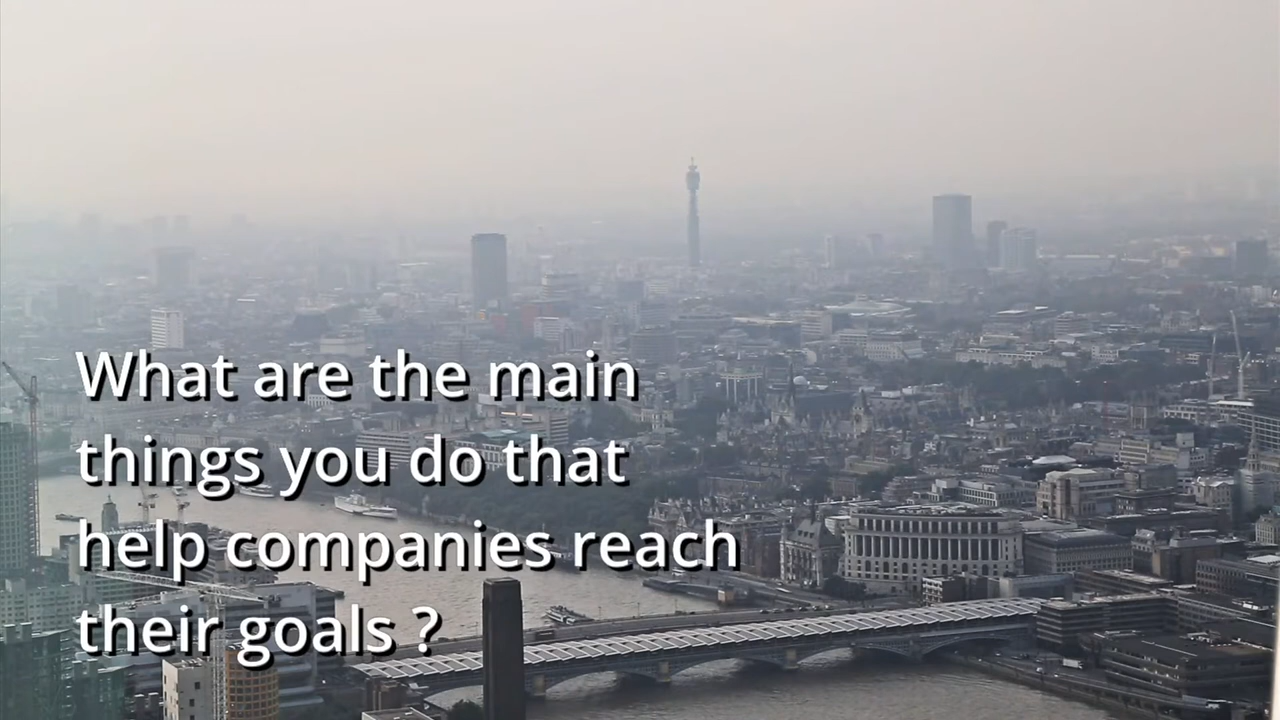 What are the main
things you do that
help companies reach
their goals ?